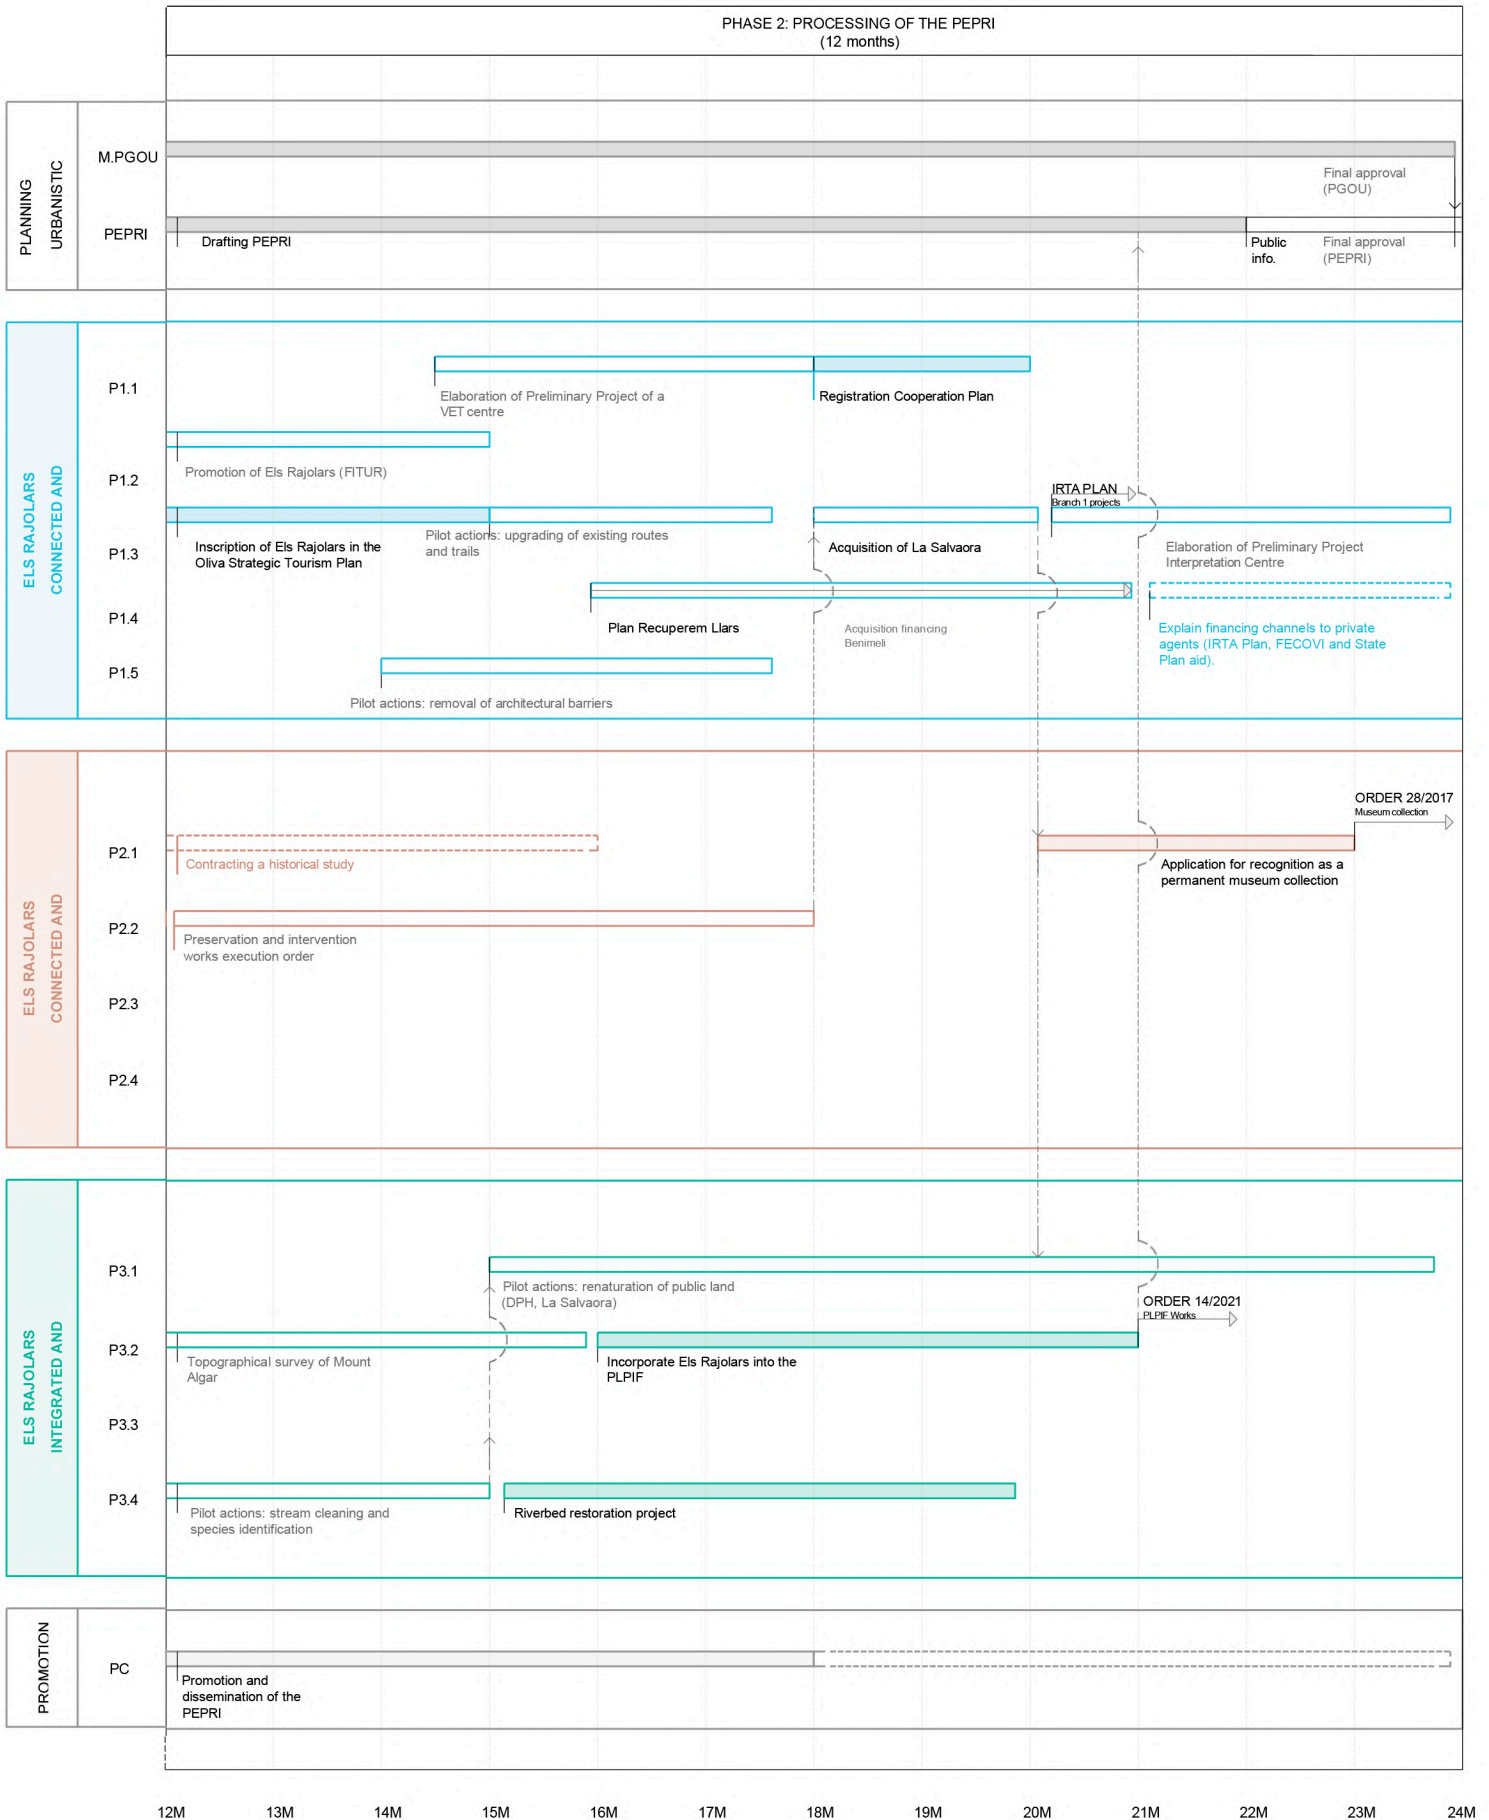 PHASE 2: PROCESSING OF THE PEPRI
(12 months)
PLANNING
URBANISTIC
M.PGOU
Final approval
(PGOU)
PEPRI
Drafting PEPRI
Public
info.
Final approval
(PEPRI)
ELS RAJOLARS
CONNECTED AND
P1.1
Elaboration of Preliminary Project of a
VET centre
Registration Cooperation Plan
Promotion of Els Rajolars (FITUR)
P1.2
IRTA PLAN
Branch 1 projects
Inscription of Els Rajolars in the
Oliva Strategic Tourism Plan
Pilot actions: upgrading of existing routes
and trails
P1.3
Acquisition of La Salvaora
Elaboration of Preliminary Project
Interpretation Centre
P1.4
Plan Recuperem Llars
Acquisition financing
Benimeli
Explain financing channels to private
agents (IRTA Plan, FECOVI and State
Plan aid).
P1.5
Pilot actions: removal of architectural barriers
ELS RAJOLARS
CONNECTED AND
ORDER 28/2017
Museum collection
P2.1
Contracting a historical study
Application for recognition as a
permanent museum collection
P2.2
Preservation and intervention
works execution order
P2.3
P2.4
ELS RAJOLARS
INTEGRATED AND
P3.1
Pilot actions: renaturation of public land
(DPH, La Salvaora)
ORDER 14/2021
PLPIF Works
P3.2
Topographical survey of Mount
Algar
Incorporate Els Rajolars into the
PLPIF
P3.3
P3.4
Pilot actions: stream cleaning and
species identification
Riverbed restoration project
PROMOTION
PC
Promotion and
dissemination of the
PEPRI
12M 13M 14M 15M 16M 17M 18M 19M 20M 21M 22M 23M 24M